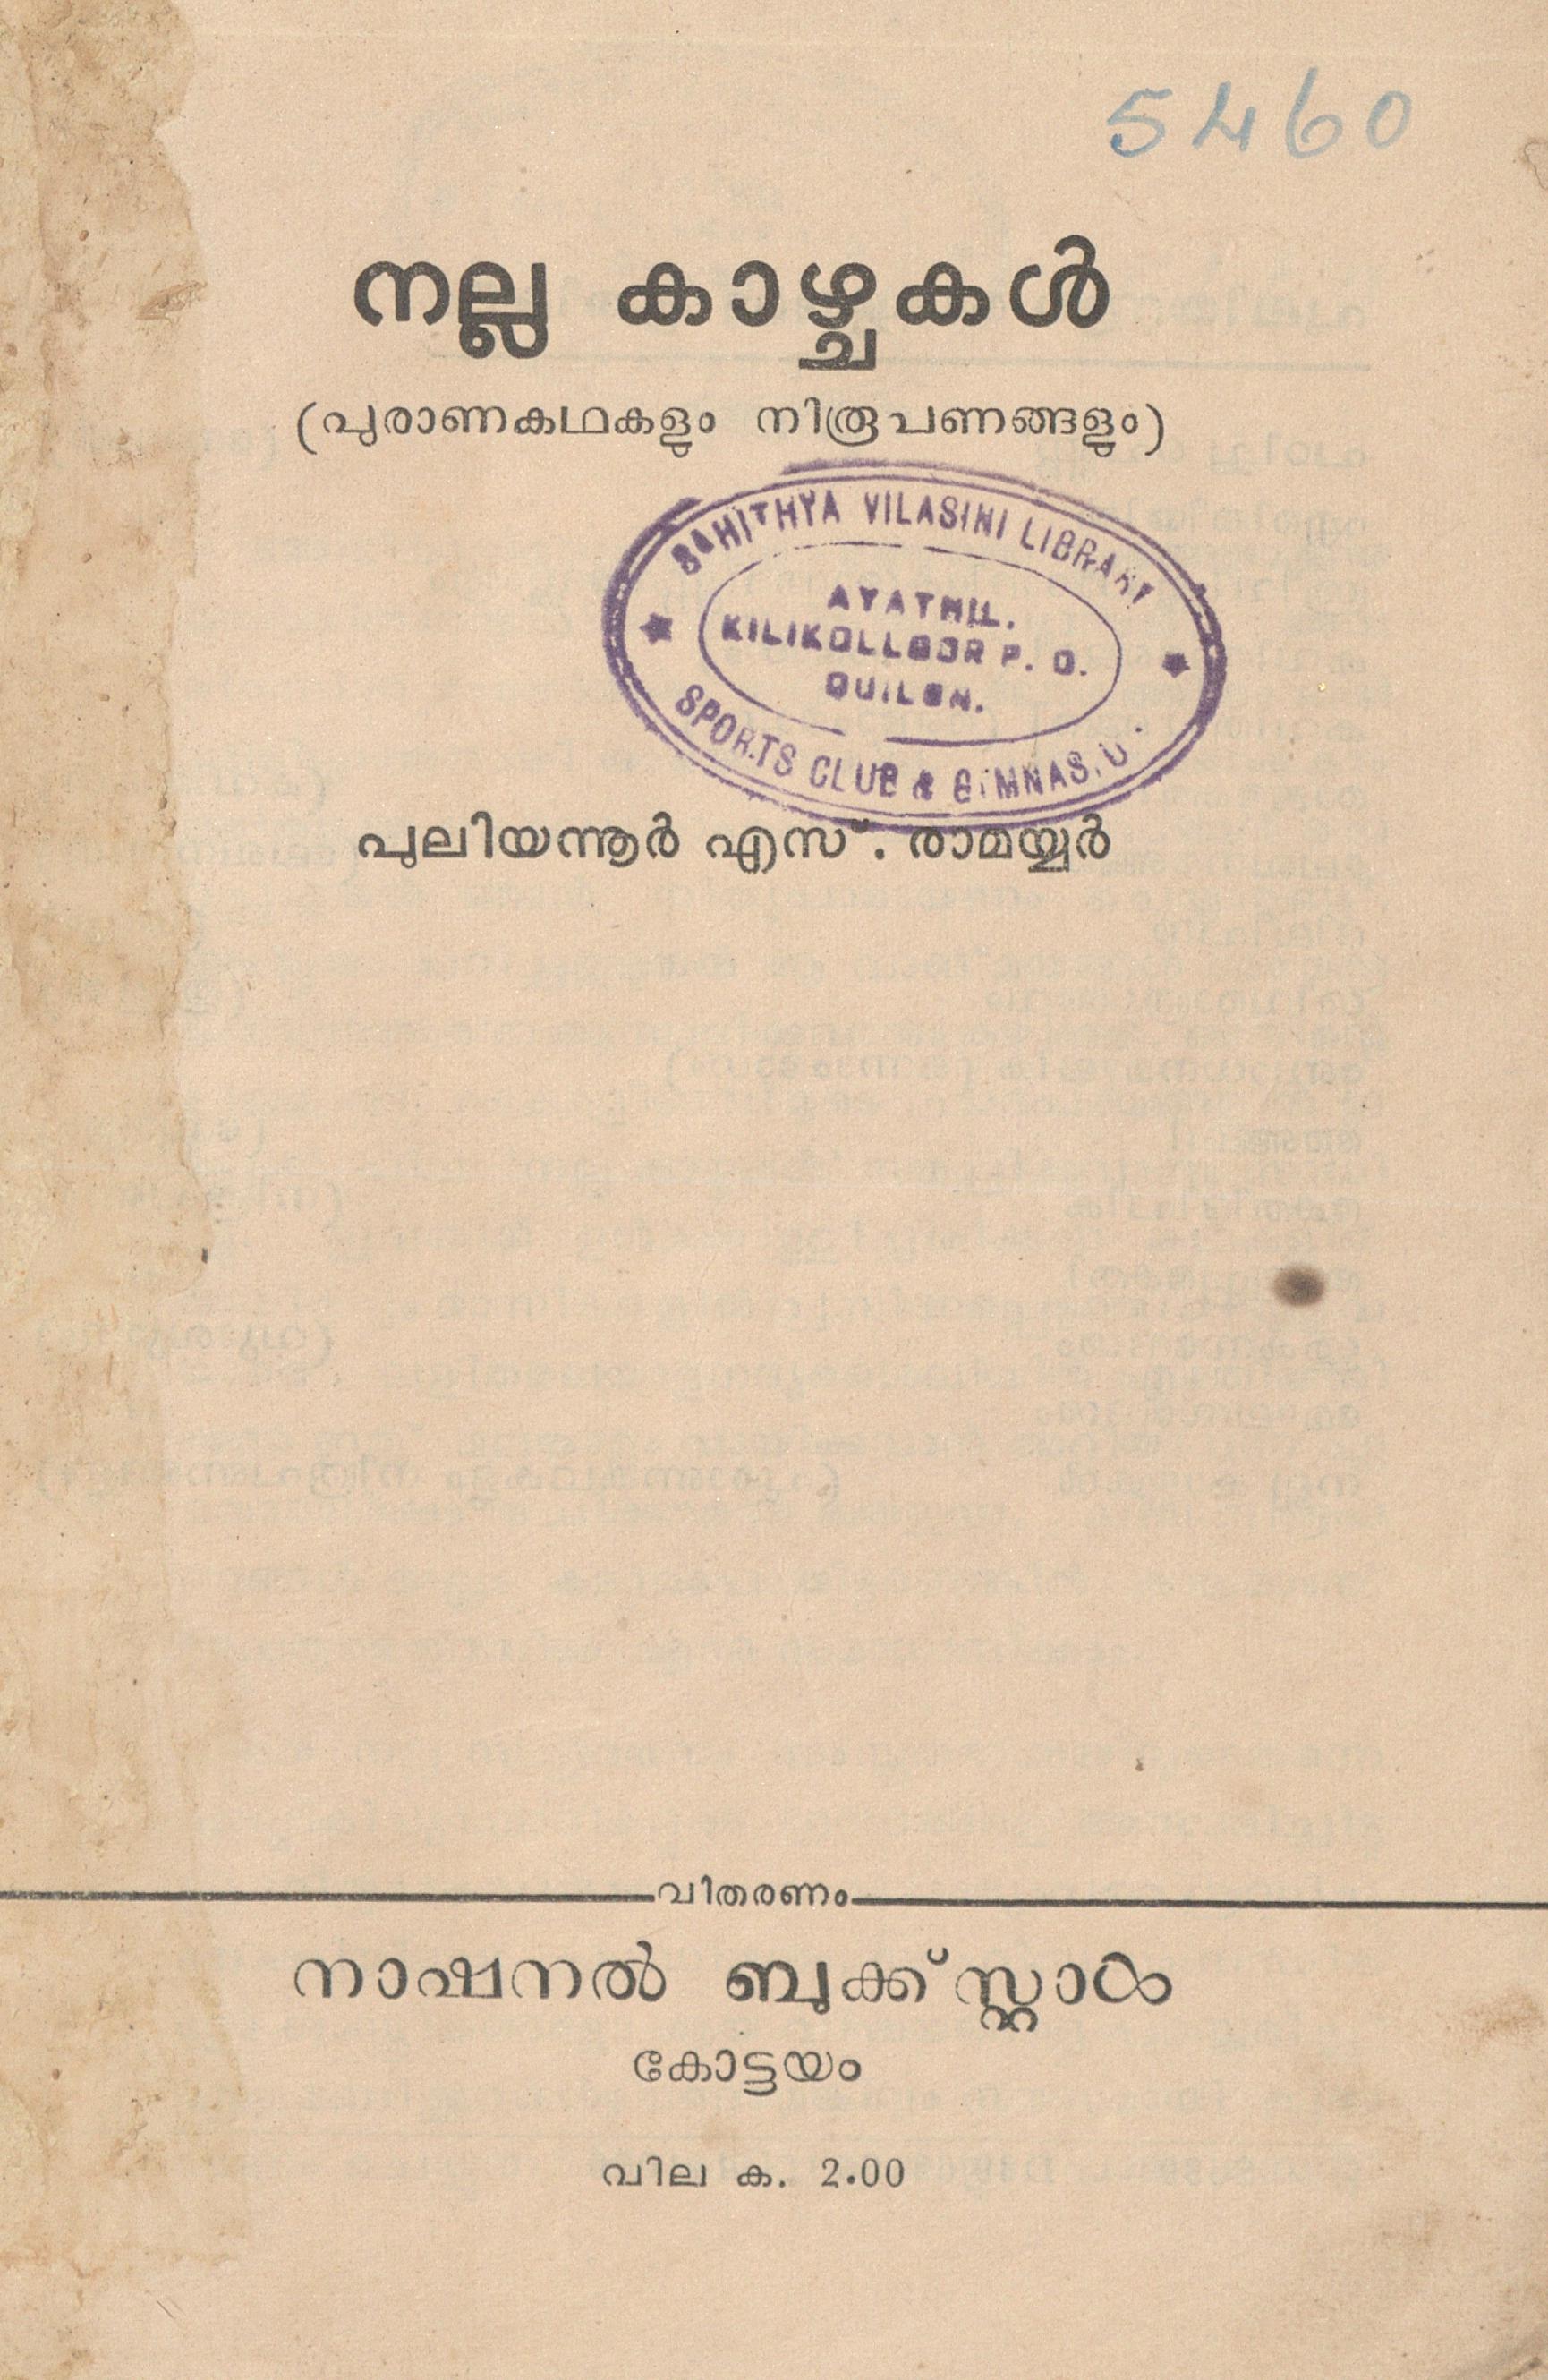 5460
നല്ല കാഴ്ചകൾ
(പുരാണകഥകളും നിരൂപണങ്ങളും)
SAHITHYA VILASINI LIBRARY
AYATHIL.
KILIKOLLOOR P. O.
QUILON.
SPORTS CLUB &
പുലിയന്നൂർ എസ്. രാമയ്യർ
വിതരണം
നാഷനൽ ബുക്ക് സ്റ്റാൾ
കോട്ടയം
വില ക. 2.00